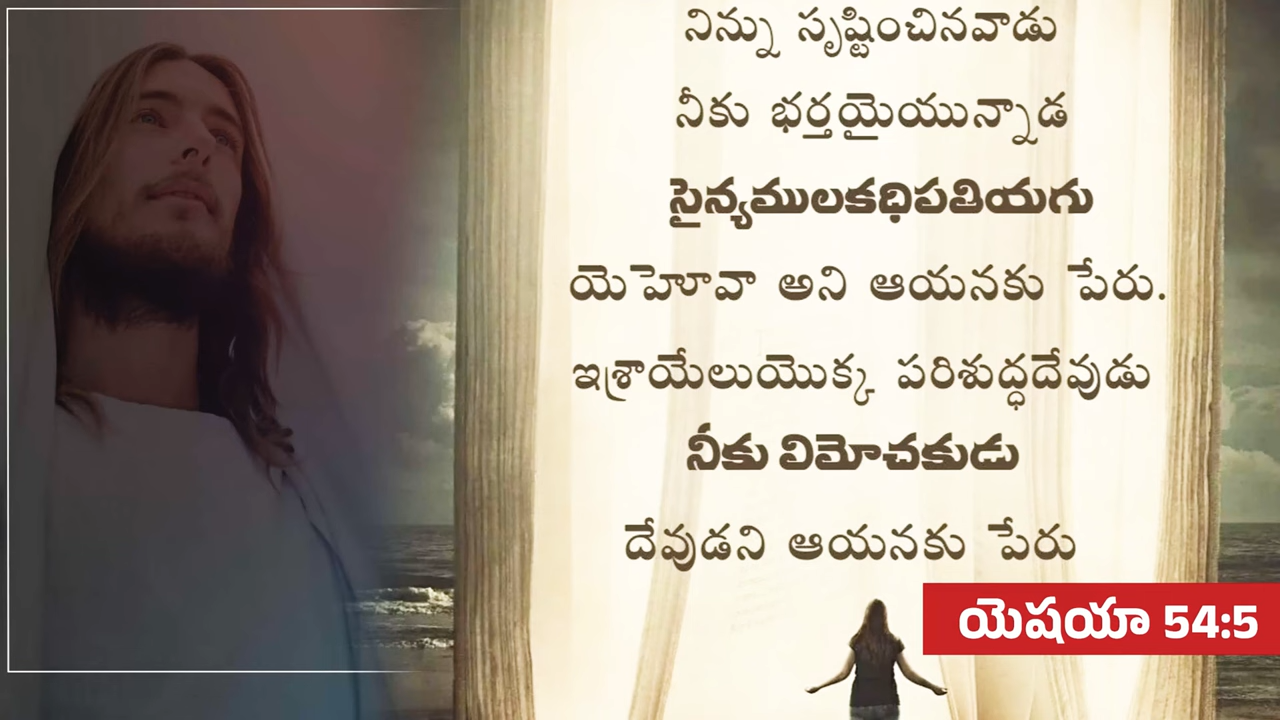 నిన్ను సృష్టించినవాడు
నీకు భర్తయైయున్నాడ
సైన్యములకధిపతియగు
యెహెూవా అని ఆయనకు పేరు.
ఇశ్రాయేలుయొక్క పరిశుద్ధదేవుడు
నీకు విమోచకుడు
దేవుడని ఆయనకు పేరు
యెషయా 54:5